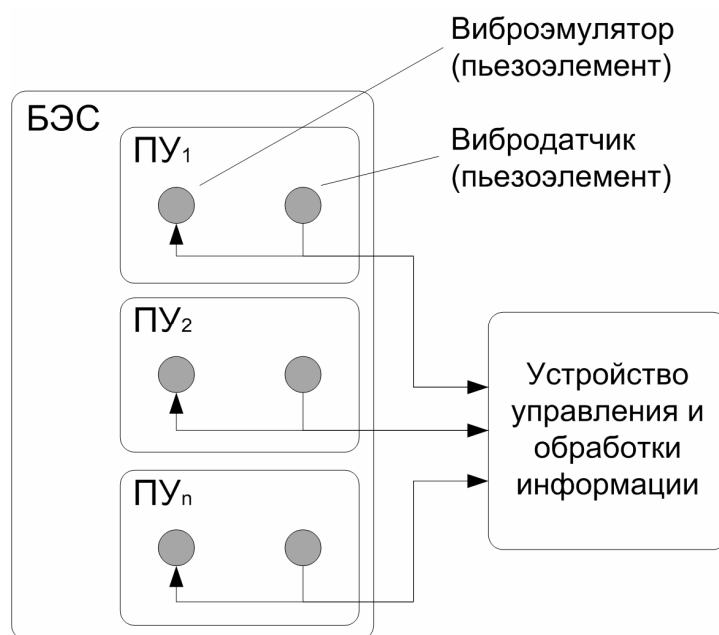 Виброэмулятор
(пьезоэлемент)
БЭС
ПУ1
Вибродатчик
(пьезоэлемент)
ПУ2
Устройство
управления и
обработки
информации
ПУn